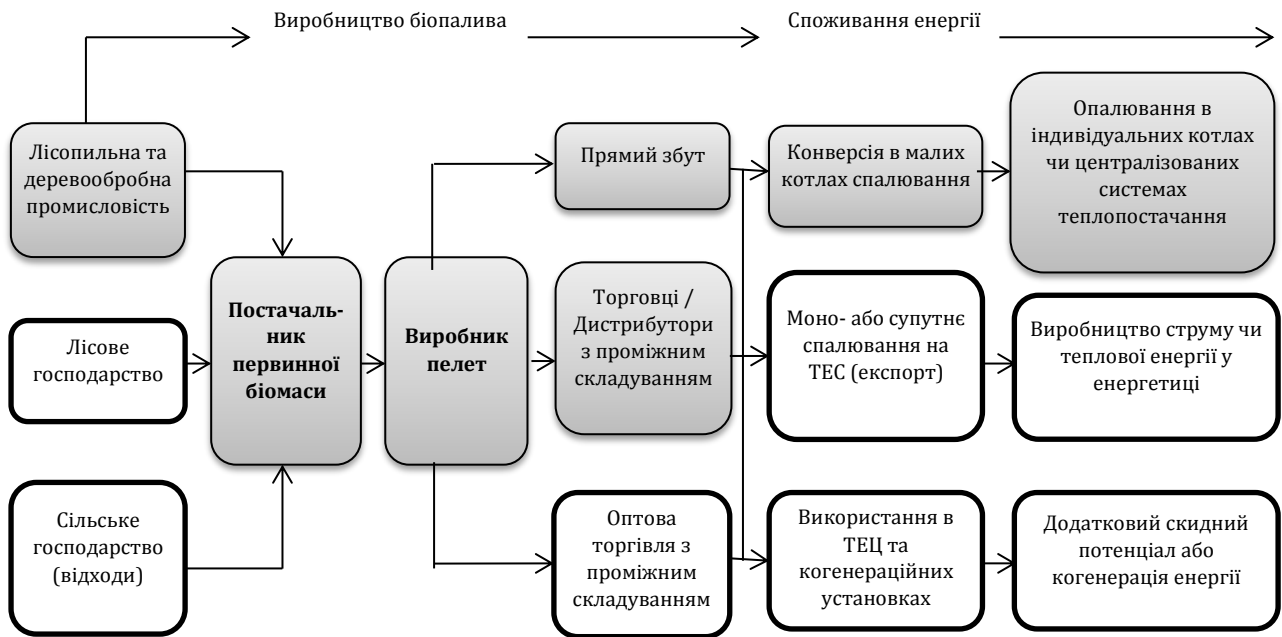 Виробництво біопалива
Споживання енергії
Лісопильна та
деревообробна
промисловість
Прямий збут
Конверсія в малих
котлах спалювання
Опалювання в
індивідуальних котлах
чи централізованих
системах
теплопостачання
Лісове
господарство
Постачаль-
ник
первинної
біомаси
Виробник
пелет
Торговці /
Дистрибутори
з проміжним
складуванням
Моно- або супутнє
спалювання на
ТЕС (експорт)
Виробництво струму чи
теплової енергії у
енергетиці
Сільське
господарство
(відходи)
Оптова
торгівля з
проміжним
складуванням
Використання в
ТЕЦ та
когенераційних
установках
Додатковий скидний
потенціал або
когенерація енергії